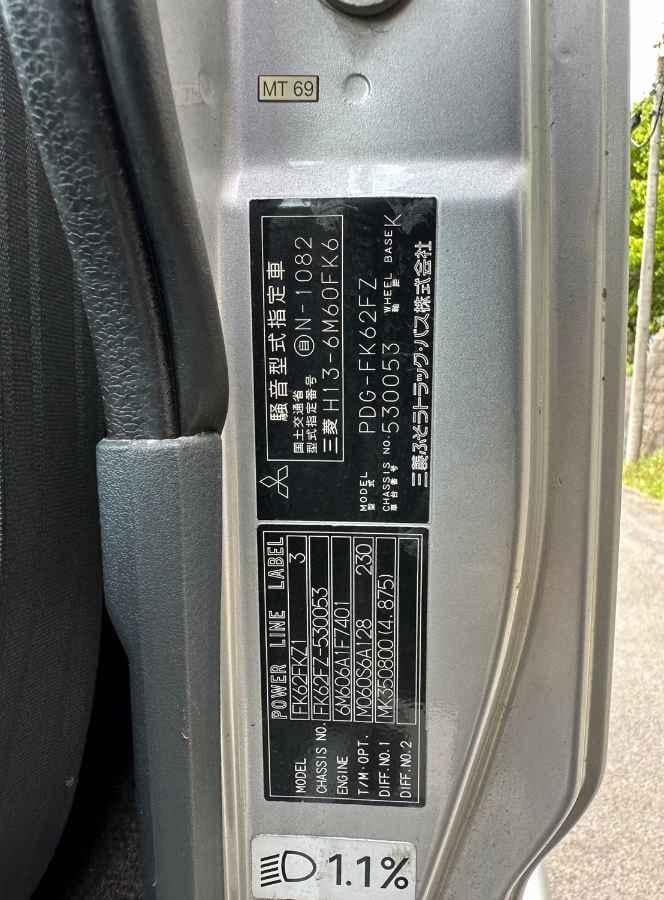 MT 69
騒音型式指定車
国土交通省
型式指定番号 自 N-1082
三菱 H13-6M60FK6
MODEL
型式 PDG-FK62FZ
CHASSIS NO.
車台番号 530053 WHEEL BASE
軸距 K
三菱ふそうトラック・バス株式会社
POWER LINE LABEL
MODEL FK62FKZ1 3
CHASSIS NO. FK62FZ-530053
ENGINE 6M606A1F7401
T/M·OPT. M060S6A128 230
DIFF.NO.1 MK350800(4.875)
DIFF.NO.2
1.1%